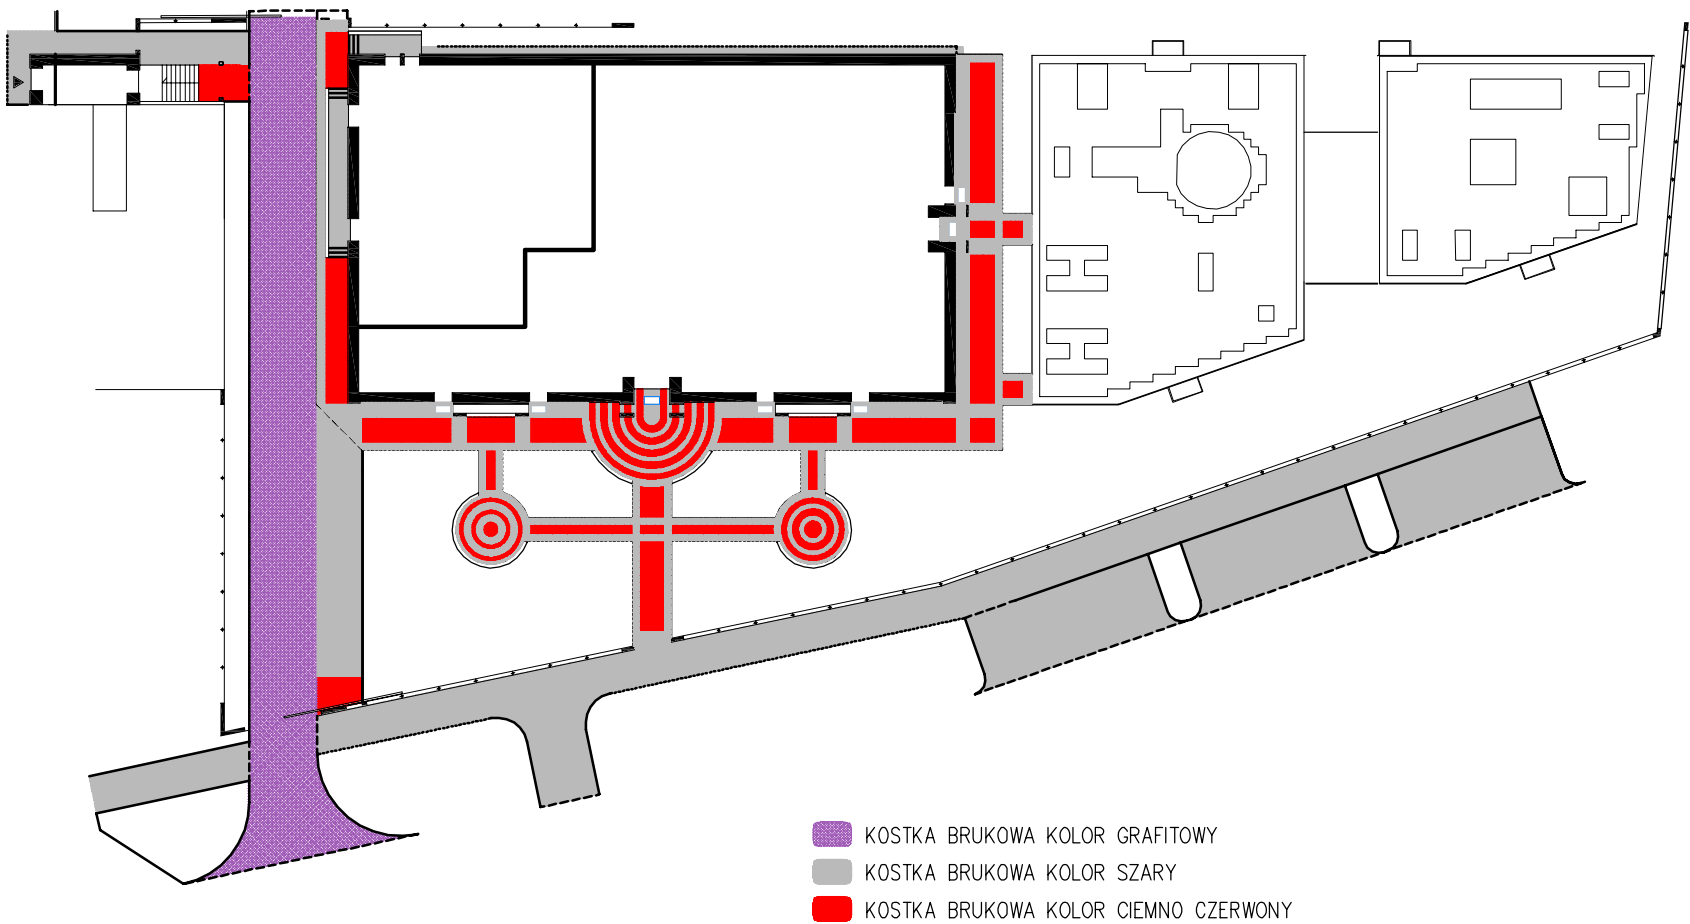 KOSTKA BRUKOWA KOLOR GRAFITOWY
KOSTKA BRUKOWA KOLOR SZARY
KOSTKA BRUKOWA KOLOR CIEMNO CZERWONY